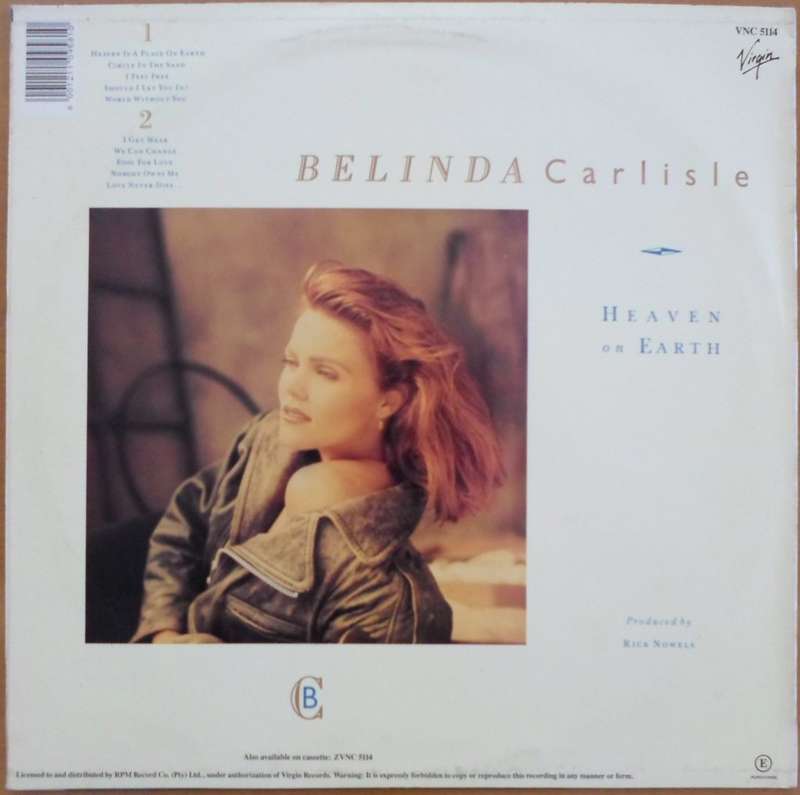 1
HEAVEN IS A PLACE ON EARTH
CIRCLE IN THE SAND
I FEEL FREE
SHOULD I LET YOU IN?
WORLD WITHOUT YOU
2
I GET WEAK
WE CAN CHANGE
FOOL FOR LOVE
NOBODY OWNS ME
LOVE NEVER DIES...
VNC 5114
Virgin
BELINDA Carlisle
HEAVEN
on EARTH
Produced by
RICK NOWELS
CB
Also available on cassette: ZVNC 5114
Licensed to and distributed by RPM Record Co. (Pty) Ltd., under authorization of Virgin Records. Warning: It is expressly forbidden to copy or reproduce this recording in any manner or form.
E